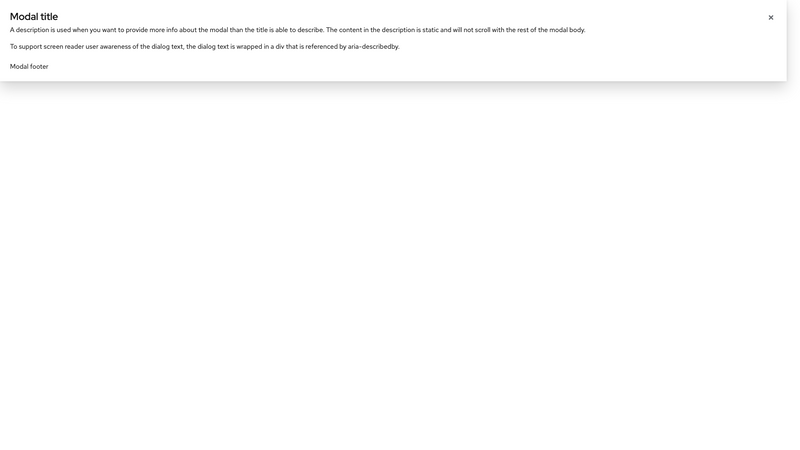 Modal title
A description is used when you want to provide more info about the modal than the title is able to describe. The content in the description is static and will not scroll with the rest of the modal body.
To support screen reader user awareness of the dialog text, the dialog text is wrapped in a div that is referenced by aria-describedby.
Modal footer